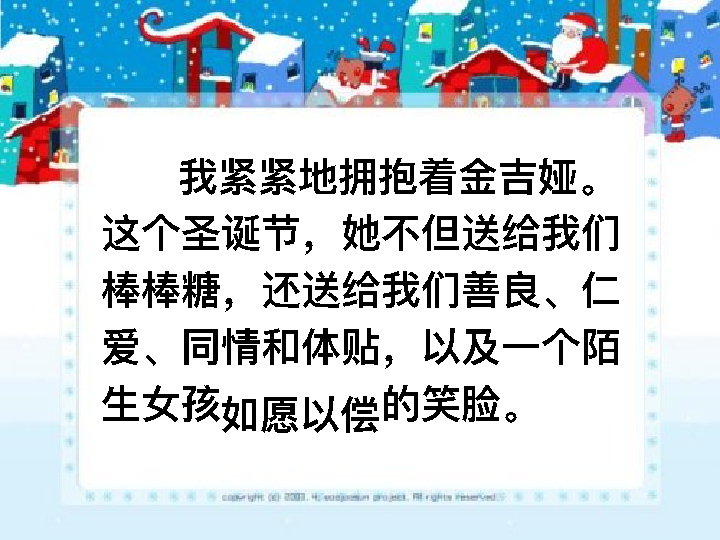 我紧紧地拥抱着金吉娅。
这个圣诞节，她不但送给我们
棒棒糖，还送给我们善良、仁
爱、同情和体贴，以及一个陌
生女孩如愿以偿的笑脸。
copyright (c) 2003. project. All rights reserved.